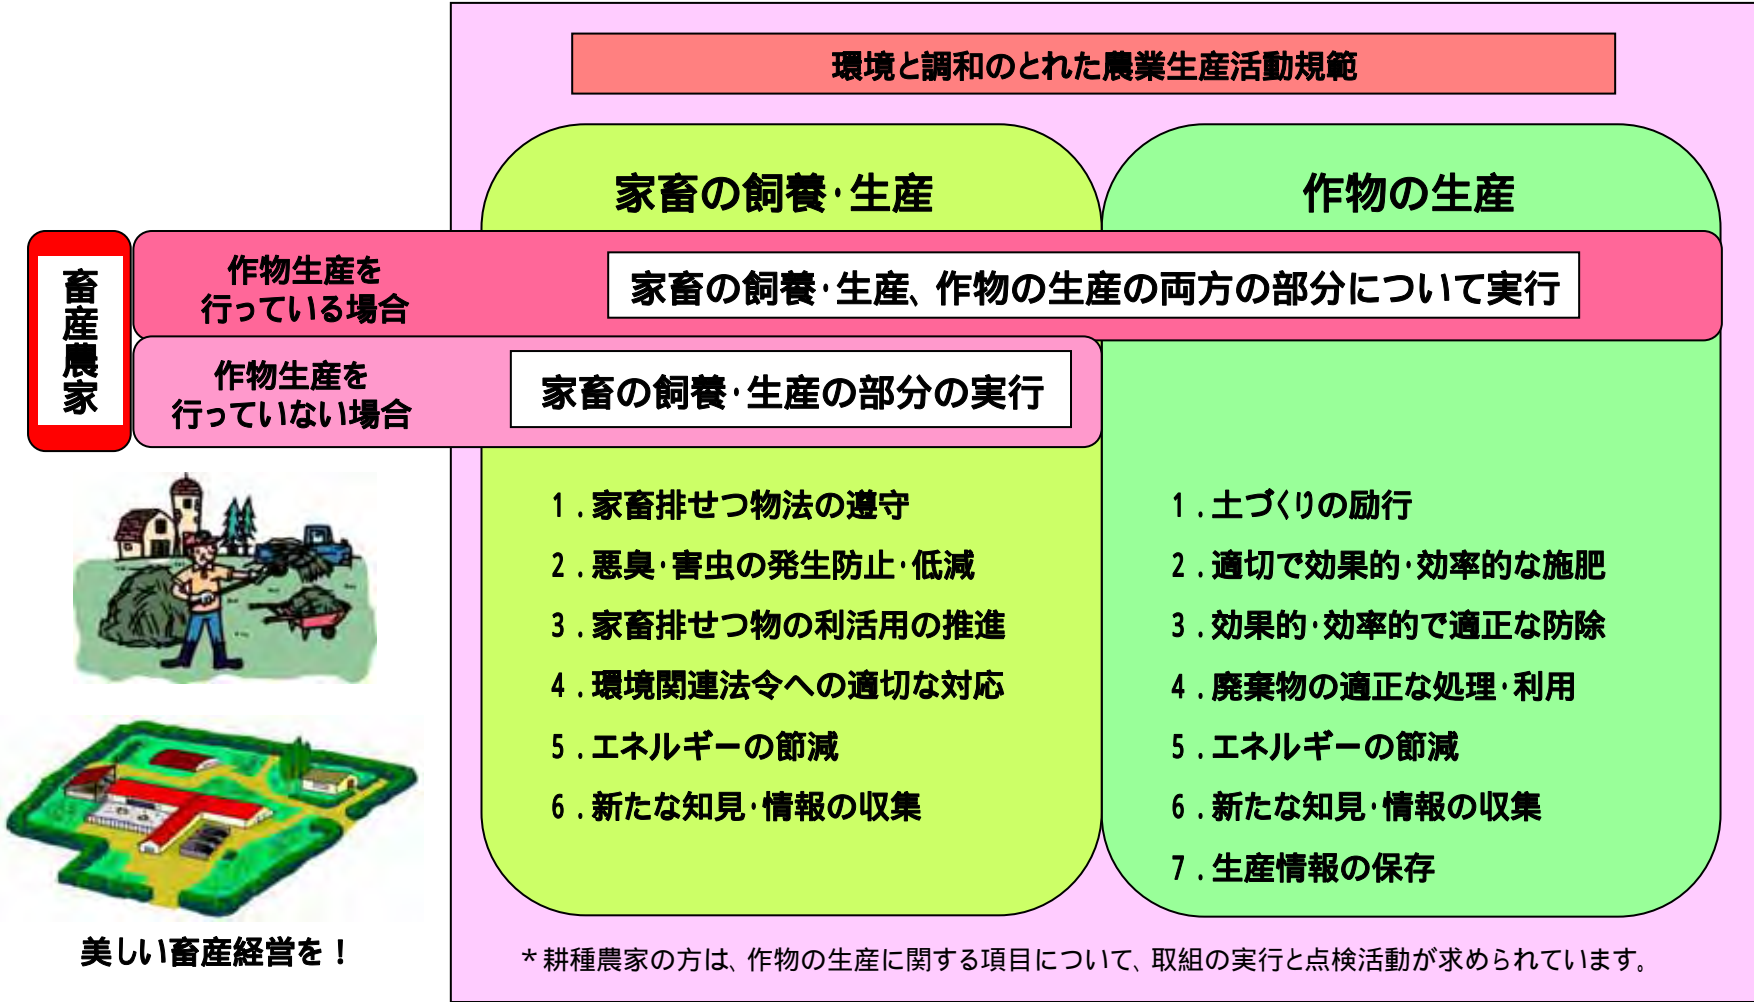 環境と調和のとれた農業生産活動規範
家畜の飼養・生産
作物の生産
畜産農家
作物生産を
行っている場合
家畜の飼養・生産、作物の生産の両方の部分について実行
作物生産を
行っていない場合
家畜の飼養・生産の部分の実行
1．家畜排せつ物法の遵守
2．悪臭・害虫の発生防止・低減
3．家畜排せつ物の利活用の推進
4．環境関連法令への適切な対応
5．エネルギーの節減
6．新たな知見・情報の収集
1．土づくりの励行
2．適切で効果的・効率的な施肥
3．効果的・効率的で適正な防除
4．廃棄物の適正な処理・利用
5．エネルギーの節減
6．新たな知見・情報の収集
7．生産情報の保存
美しい畜産経営を！
＊耕種農家の方は、作物の生産に関する項目について、取組の実行と点検活動が求められています。